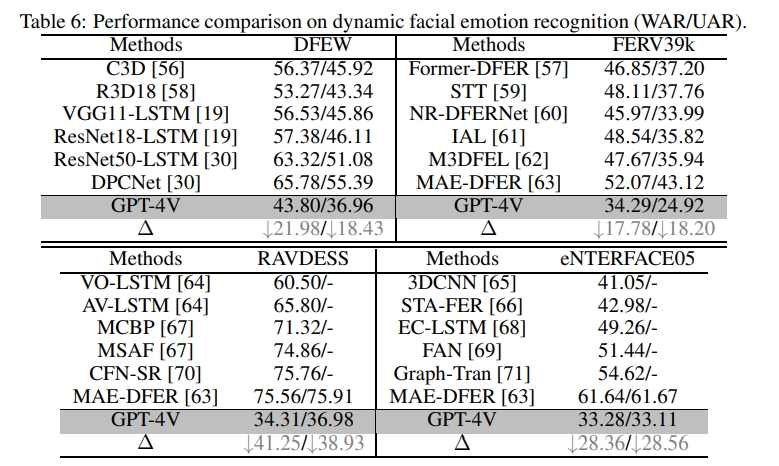 Table 6: Performance comparison on dynamic facial emotion recognition (WAR/UAR).
Methods DFEW Methods FERV39k
C3D [56] 56.37/45.92 Former-DFER [57] 46.85/37.20
R3D18 [58] 53.27/43.34 STT [59] 48.11/37.76
VGG11-LSTM [19] 56.53/45.86 NR-DFERNet [60] 45.97/33.99
ResNet18-LSTM [19] 57.38/46.11 IAL [61] 48.54/35.82
ResNet50-LSTM [30] 63.32/51.08 M3DFEL [62] 47.67/35.94
DPCNet [30] 65.78/55.39 MAE-DFER [63] 52.07/43.12
GPT-4V 43.80/36.96 GPT-4V 34.29/24.92
Δ ↓21.98/↓18.43 Δ ↓17.78/↓18.20
Methods RAVDESS Methods eNTERFACE05
VO-LSTM [64] 60.50/- 3DCNN [65] 41.05/-
AV-LSTM [64] 65.80/- STA-FER [66] 42.98/-
MCBP [67] 71.32/- EC-LSTM [68] 49.26/-
MSAF [67] 74.86/- FAN [69] 51.44/-
CFN-SR [70] 75.76/- Graph-Tran [71] 54.62/-
MAE-DFER [63] 75.56/75.91 MAE-DFER [63] 61.64/61.67
GPT-4V 34.31/36.98 GPT-4V 33.28/33.11
Δ ↓41.25/↓38.93 Δ ↓28.36/↓28.56